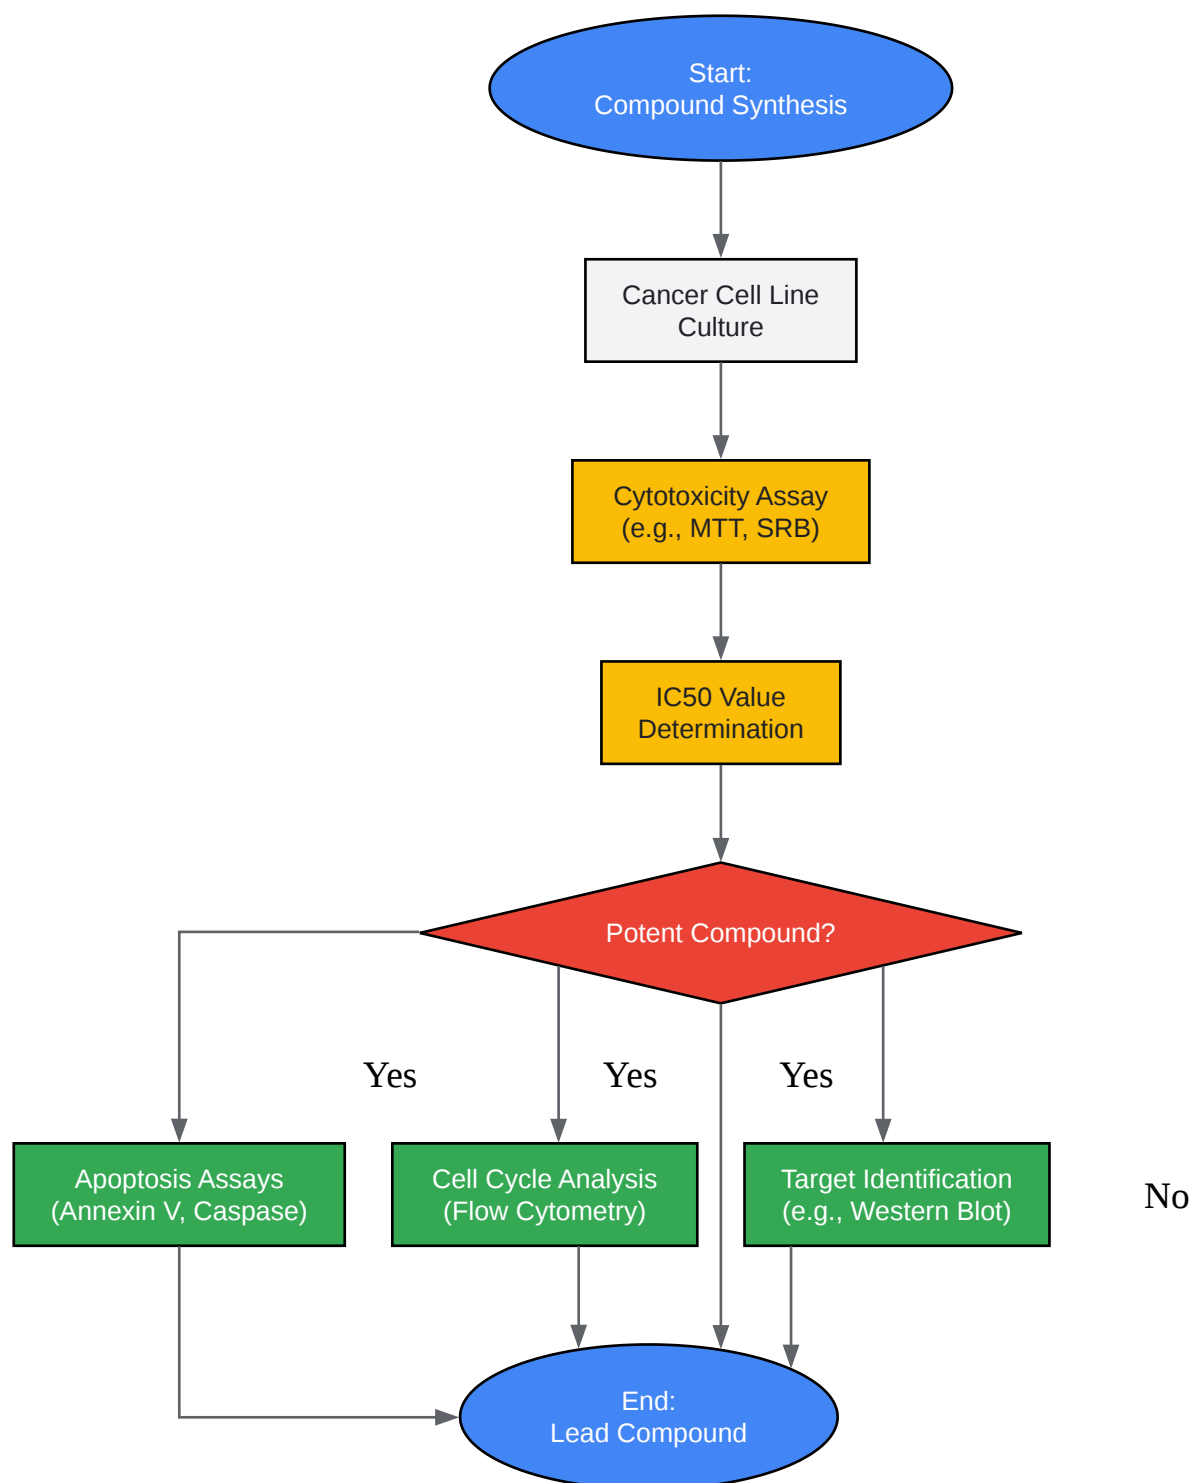 Start:
Compound Synthesis
Cancer Cell Line
Culture
Cytotoxicity Assay
(e.g., MTT, SRB)
IC50 Value
Determination
Potent Compound?
Yes
Yes
Yes
Apoptosis Assays
(Annexin V, Caspase)
Cell Cycle Analysis
(Flow Cytometry)
Target Identification
(e.g., Western Blot)
No
End:
Lead Compound